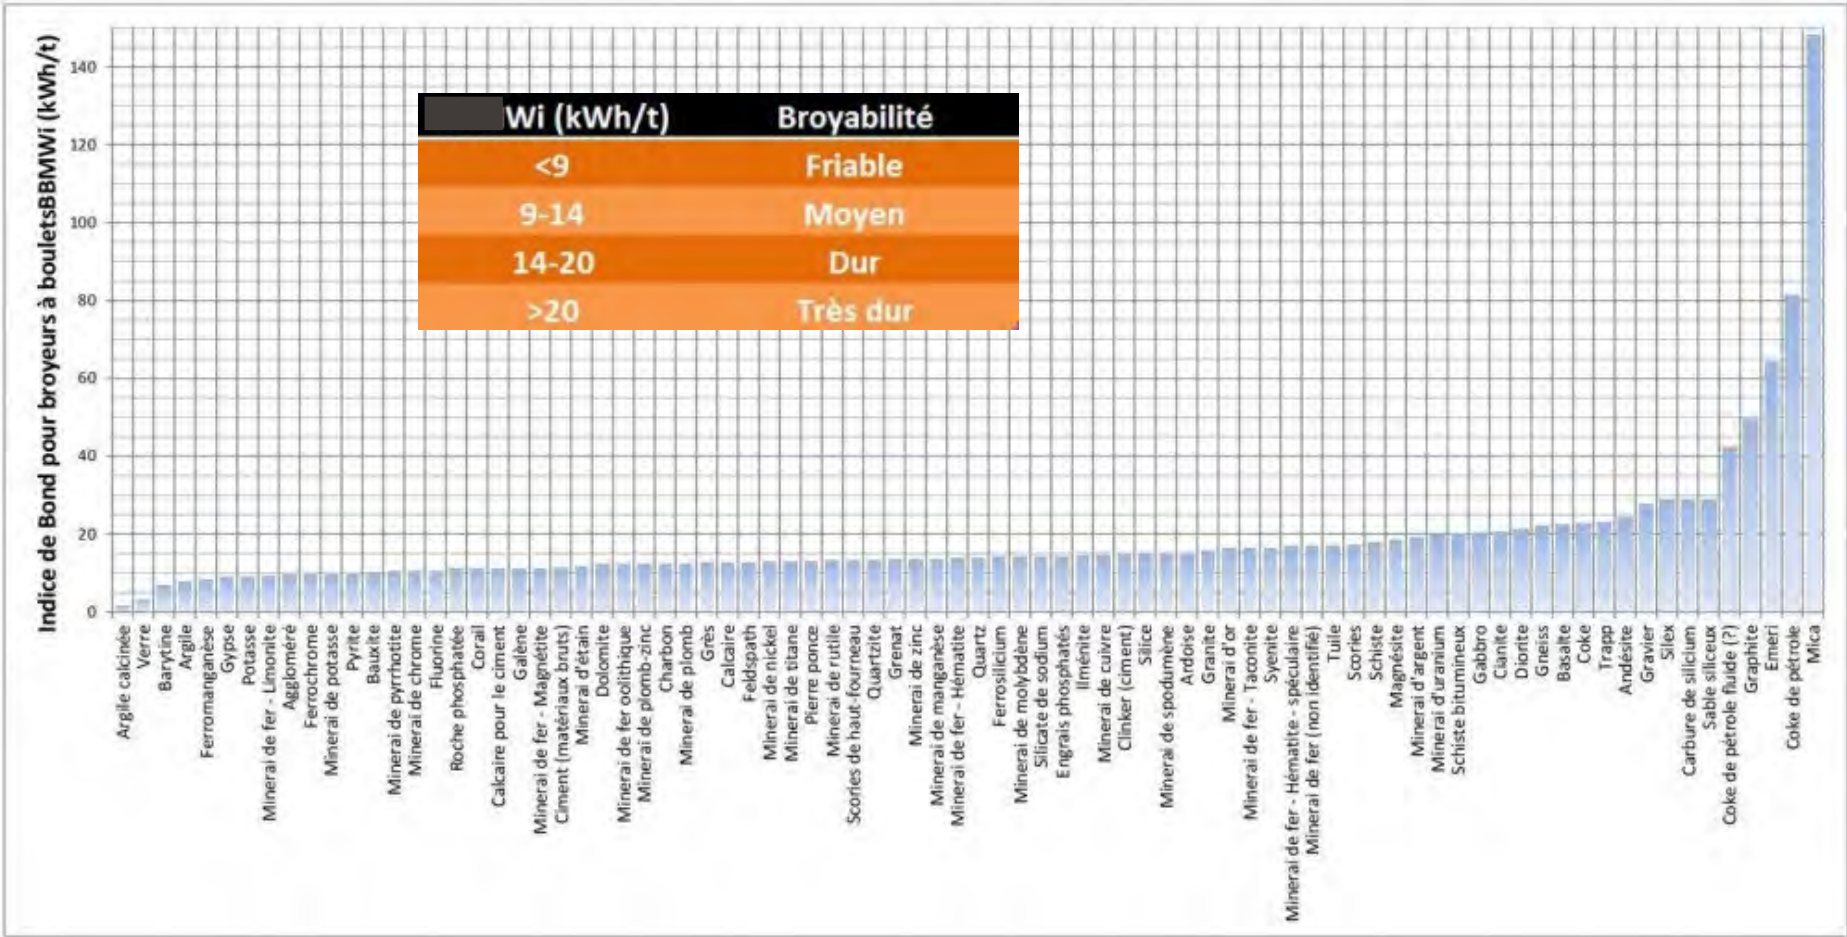 Indice de Bond pour broyeurs à bouletsBBMWi (kWh/t)
140
120
100
80
60
40
20
0
Wi (kWh/t) Broyabilité
<9 Friable
9-14 Moyen
14-20 Dur
>20 Très dur
Argile calcinée
Verre
Barytine
Argile
Ferromanganèse
Gypse
Potasse
Minerai de fer - Limonite
Aggloméré
Ferrochrome
Minerai de potasse
Pyrite
Bauxite
Minerai de pyrrhotite
Minerai de chrome
Fluorine
Roche phosphatée
Corail
Calcaire pour le ciment
Galène
Minerai de fer - Magnétite
Ciment (matériaux bruts)
Minerai d'étain
Dolomite
Minerai de fer oolithique
Minerai de plomb-zinc
Charbon
Minerai de plomb
Grès
Calcaire
Feldspath
Minerai de nickel
Minerai de titane
Pierre ponce
Minerai de rutile
Scories de haut-fourneau
Quartzite
Grenat
Minerai de zinc
Minerai de manganèse
Minerai de fer - Hématite
Quartz
Ferrosilicium
Minerai de molybdène
Silicate de sodium
Engrais phosphatés
Ilménite
Minerai de cuivre
Clinker (ciment)
Silice
Minerai de spodumène
Ardoise
Granite
Minerai d'or
Minerai de fer - Taconite
Syenite
Minerai de fer - Hématite - spéculaire
Minerai de fer (non identifié)
Tuile
Scories
Schiste
Magnésite
Minerai d'argent
Minerai d'uranium
Schiste bitumineux
Gabbro
Cianite
Diorite
Gneiss
Basalte
Coke
Trapp
Andésite
Gravier
Silex
Carbure de silicium
Sable siliceux
Coke de pétrole fluide (?)
Graphite
Emeri
Coke de pétrole
Mica